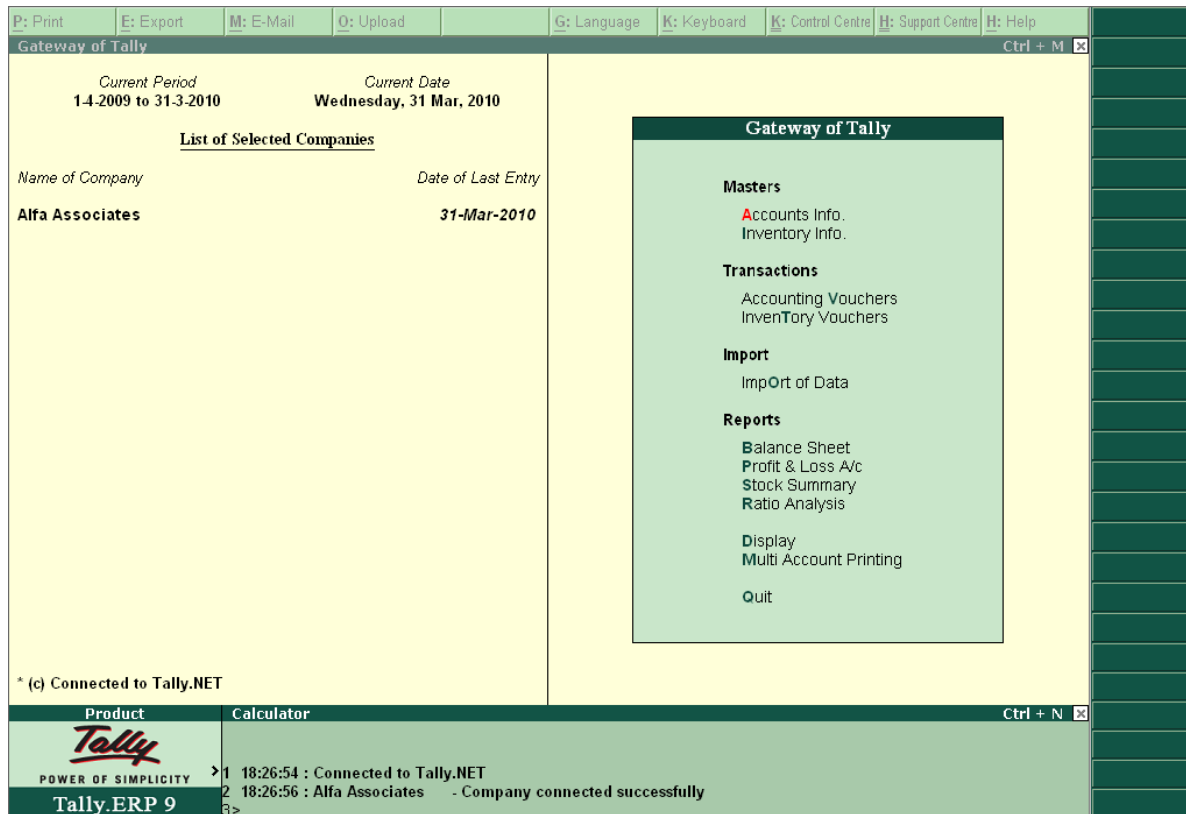 P: Print E: Export M: E-Mail O: Upload G: Language K: Keyboard K: Control Centre H: Support Centre H: Help
Gateway of Tally Ctrl + M
Current Period Current Date
1-4-2009 to 31-3-2010 Wednesday, 31 Mar, 2010
List of Selected Companies
Name of Company Date of Last Entry
Alfa Associates 31-Mar-2010
* (c) Connected to Tally.NET
Gateway of Tally
Masters
Accounts Info.
Inventory Info.
Transactions
Accounting Vouchers
InvenTory Vouchers
Import
ImpOrt of Data
Reports
Balance Sheet
Profit & Loss A/c
Stock Summary
Ratio Analysis
Display
Multi Account Printing
Quit
Product
Tally
POWER OF SIMPLICITY
Tally.ERP 9
Calculator Ctrl + N
1 18:26:54 : Connected to Tally.NET
2 18:26:56 : Alfa Associates - Company connected successfully
3>